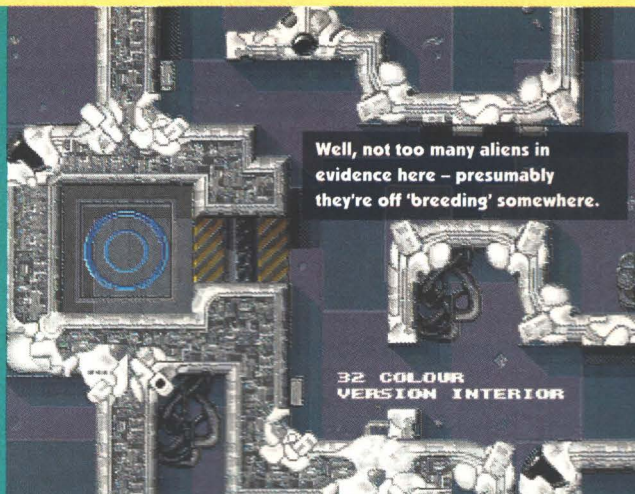 Well, not too many aliens in
evidence here – presumably
they're off 'breeding' somewhere.
32 COLOUR
VERSION INTERIOR